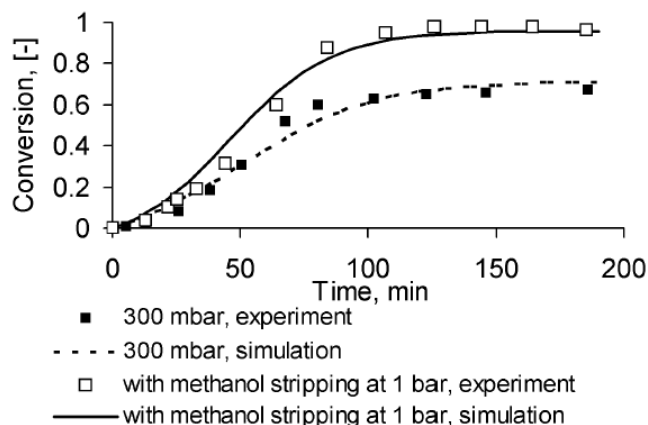 Conversion, [-]
1
0.8
0.6
0.4
0.2
0
0 50 100 150 200
Time, min
300 mbar, experiment
300 mbar, simulation
with methanol stripping at 1 bar, experiment
with methanol stripping at 1 bar, simulation